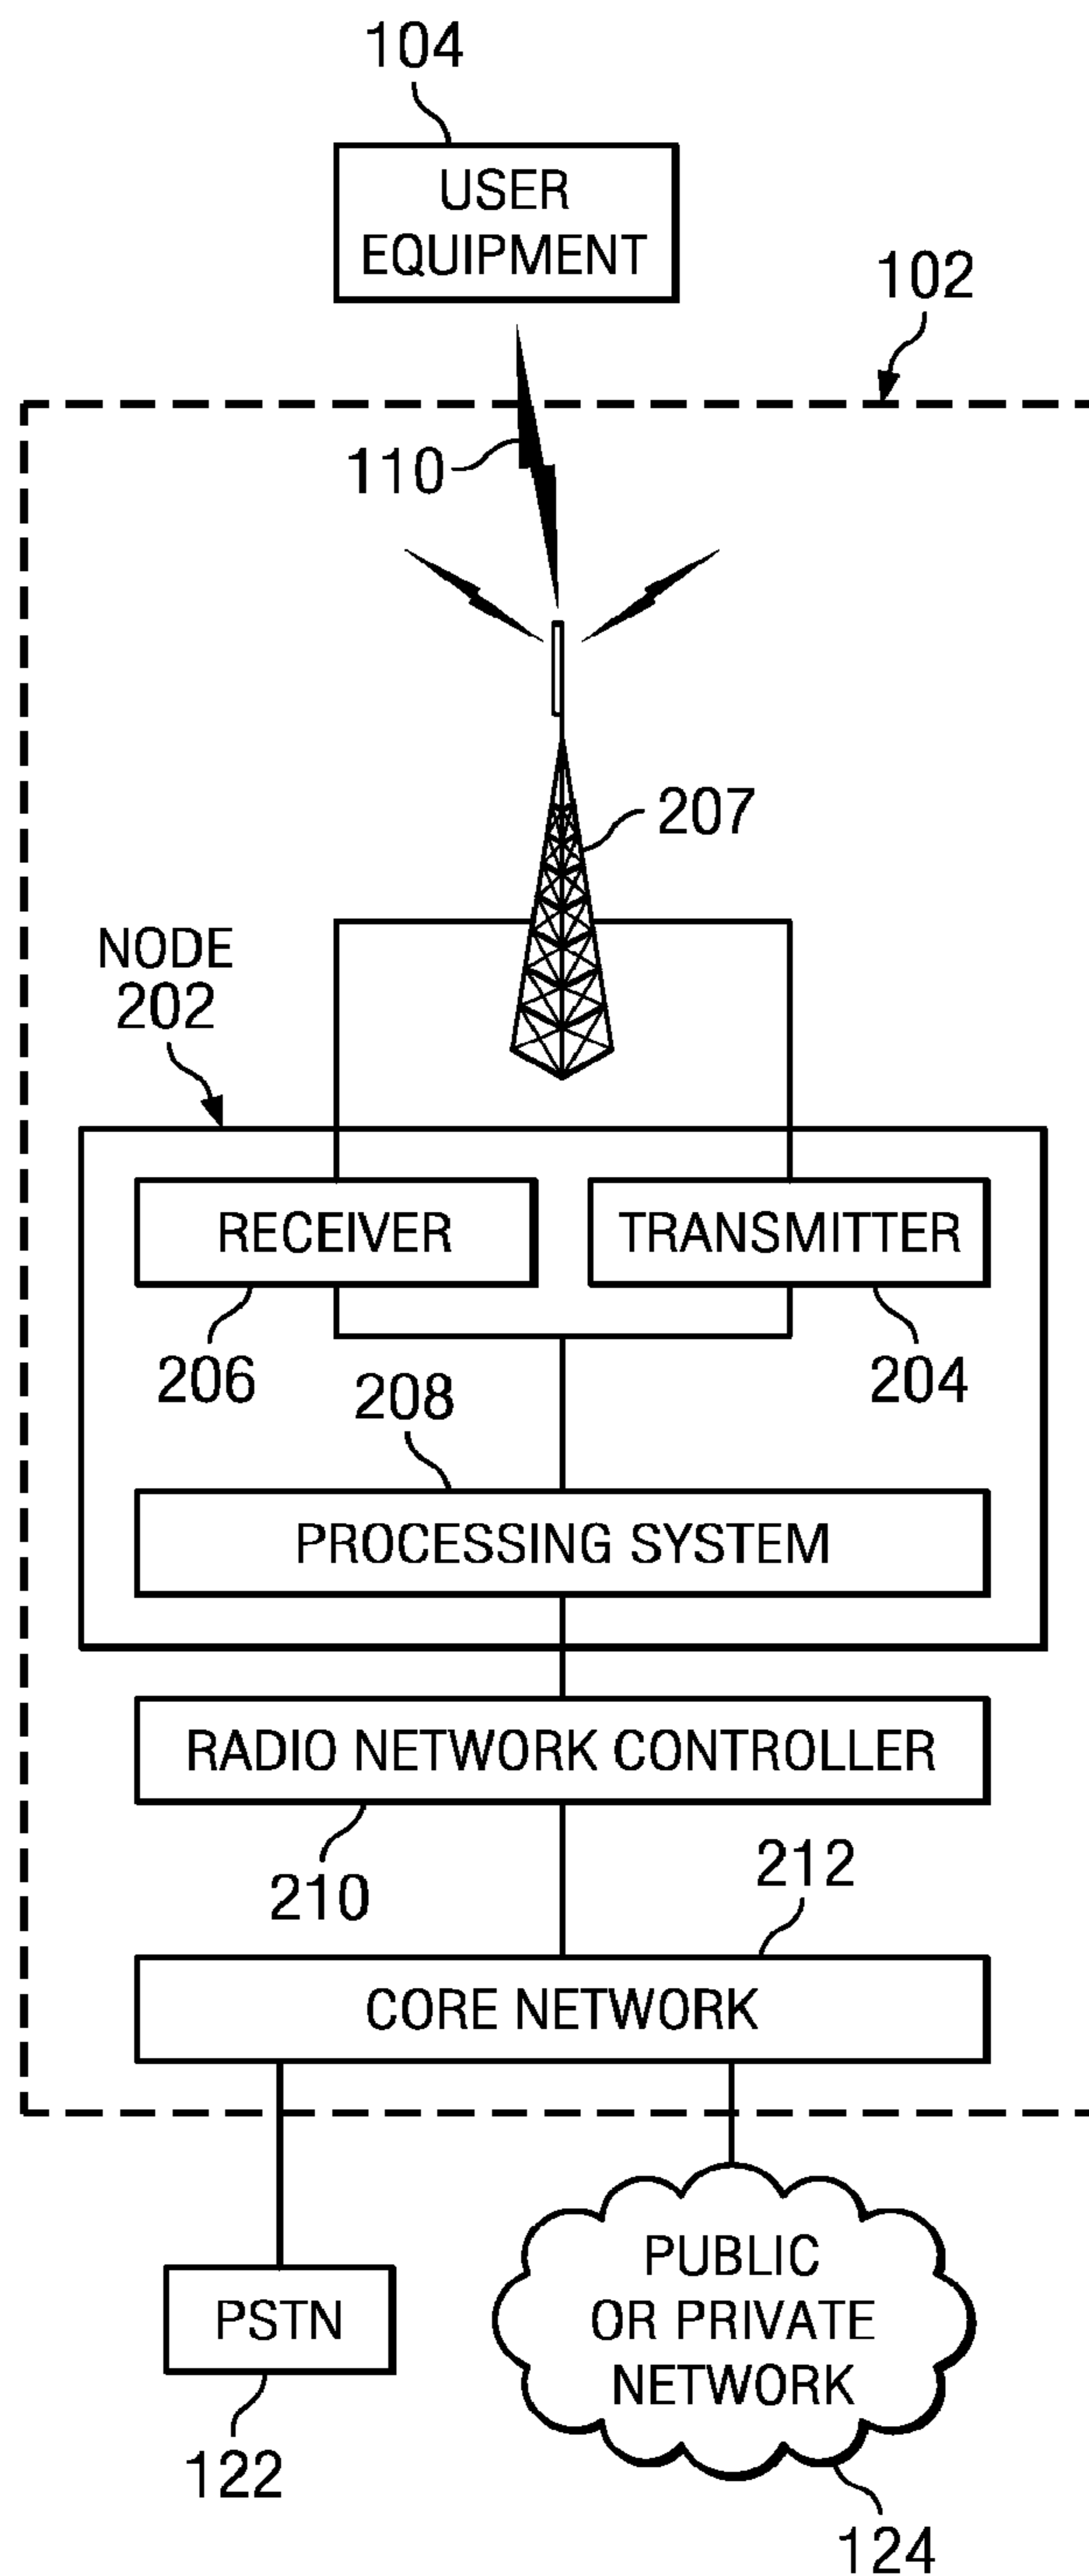 104
USER
EQUIPMENT
102
110
207
NODE
202
RECEIVER
TRANSMITTER
206
204
208
PROCESSING SYSTEM
RADIO NETWORK CONTROLLER
210
212
CORE NETWORK
PSTN
122
PUBLIC
OR PRIVATE
NETWORK
124